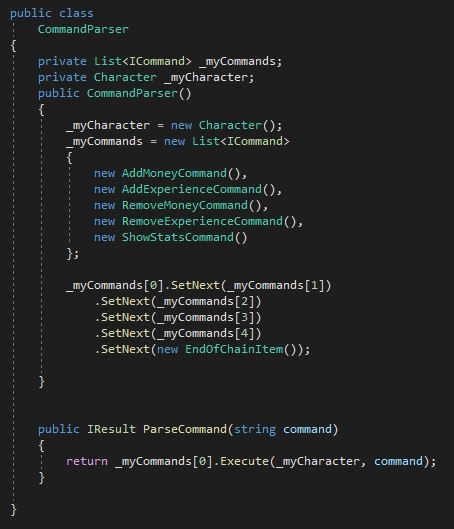 public class
    CommandParser
{
    private List<ICommand> _myCommands;
    private Character _myCharacter;
    public CommandParser()
    {
        _myCharacter = new Character();
        _myCommands = new List<ICommand>
        {
            new AddMoneyCommand(),
            new AddExperienceCommand(),
            new RemoveMoneyCommand(),
            new RemoveExperienceCommand(),
            new ShowStatsCommand()
        };

        _myCommands[0].SetNext(_myCommands[1])
            .SetNext(_myCommands[2])
            .SetNext(_myCommands[3])
            .SetNext(_myCommands[4])
            .SetNext(new EndOfChainItem());

    }


    public IResult ParseCommand(string command)
    {
        return _myCommands[0].Execute(_myCharacter, command);
    }

}